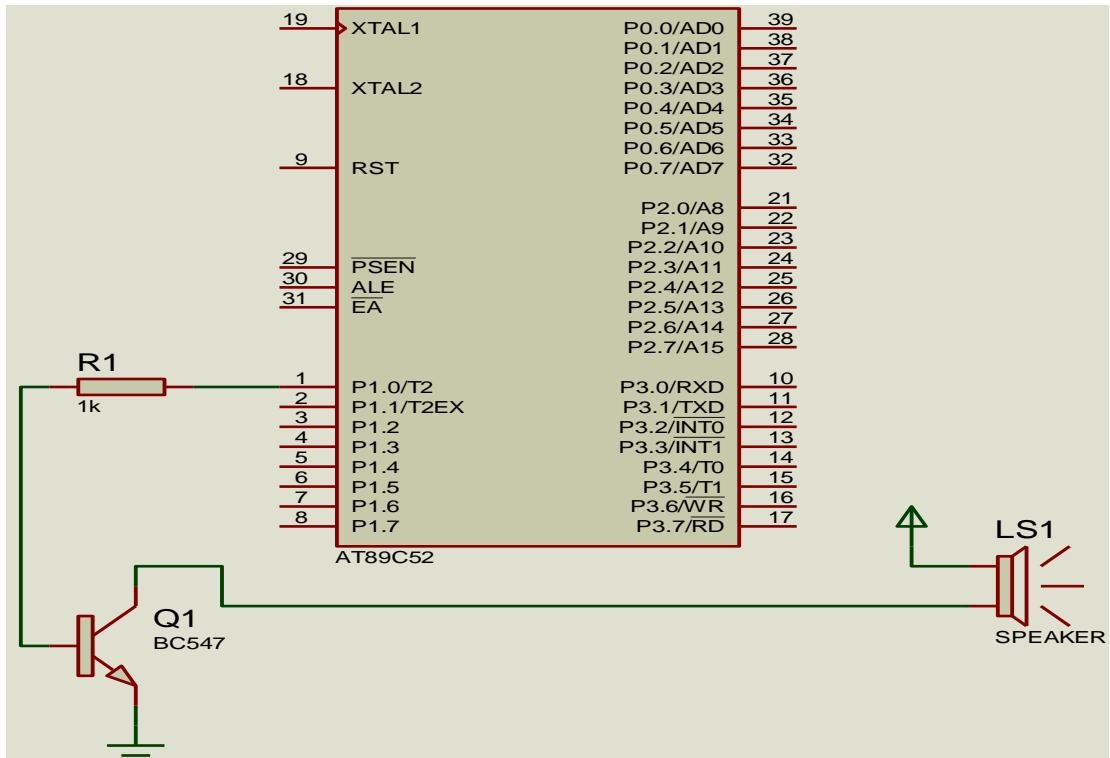 19 XTAL1 P0.0/AD0 39
P0.1/AD1 38
P0.2/AD2 37
18 XTAL2 P0.3/AD3 36
P0.4/AD4 35
P0.5/AD5 34
P0.6/AD6 33
9 RST P0.7/AD7 32
P2.0/A8 21
P2.1/A9 22
P2.2/A10 23
29 PSEN P2.3/A11 24
30 ALE P2.4/A12 25
31 EA P2.5/A13 26
P2.6/A14 27
P2.7/A15 28
R1
1k
1 P1.0/T2 P3.0/RXD 10
2 P1.1/T2EX P3.1/TXD 11
3 P1.2 P3.2/INT0 12
4 P1.3 P3.3/INT1 13
5 P1.4 P3.4/T0 14
6 P1.5 P3.5/T1 15
7 P1.6 P3.6/WR 16
8 P1.7 P3.7/RD 17
AT89C52
LS1
SPEAKER
Q1
BC547